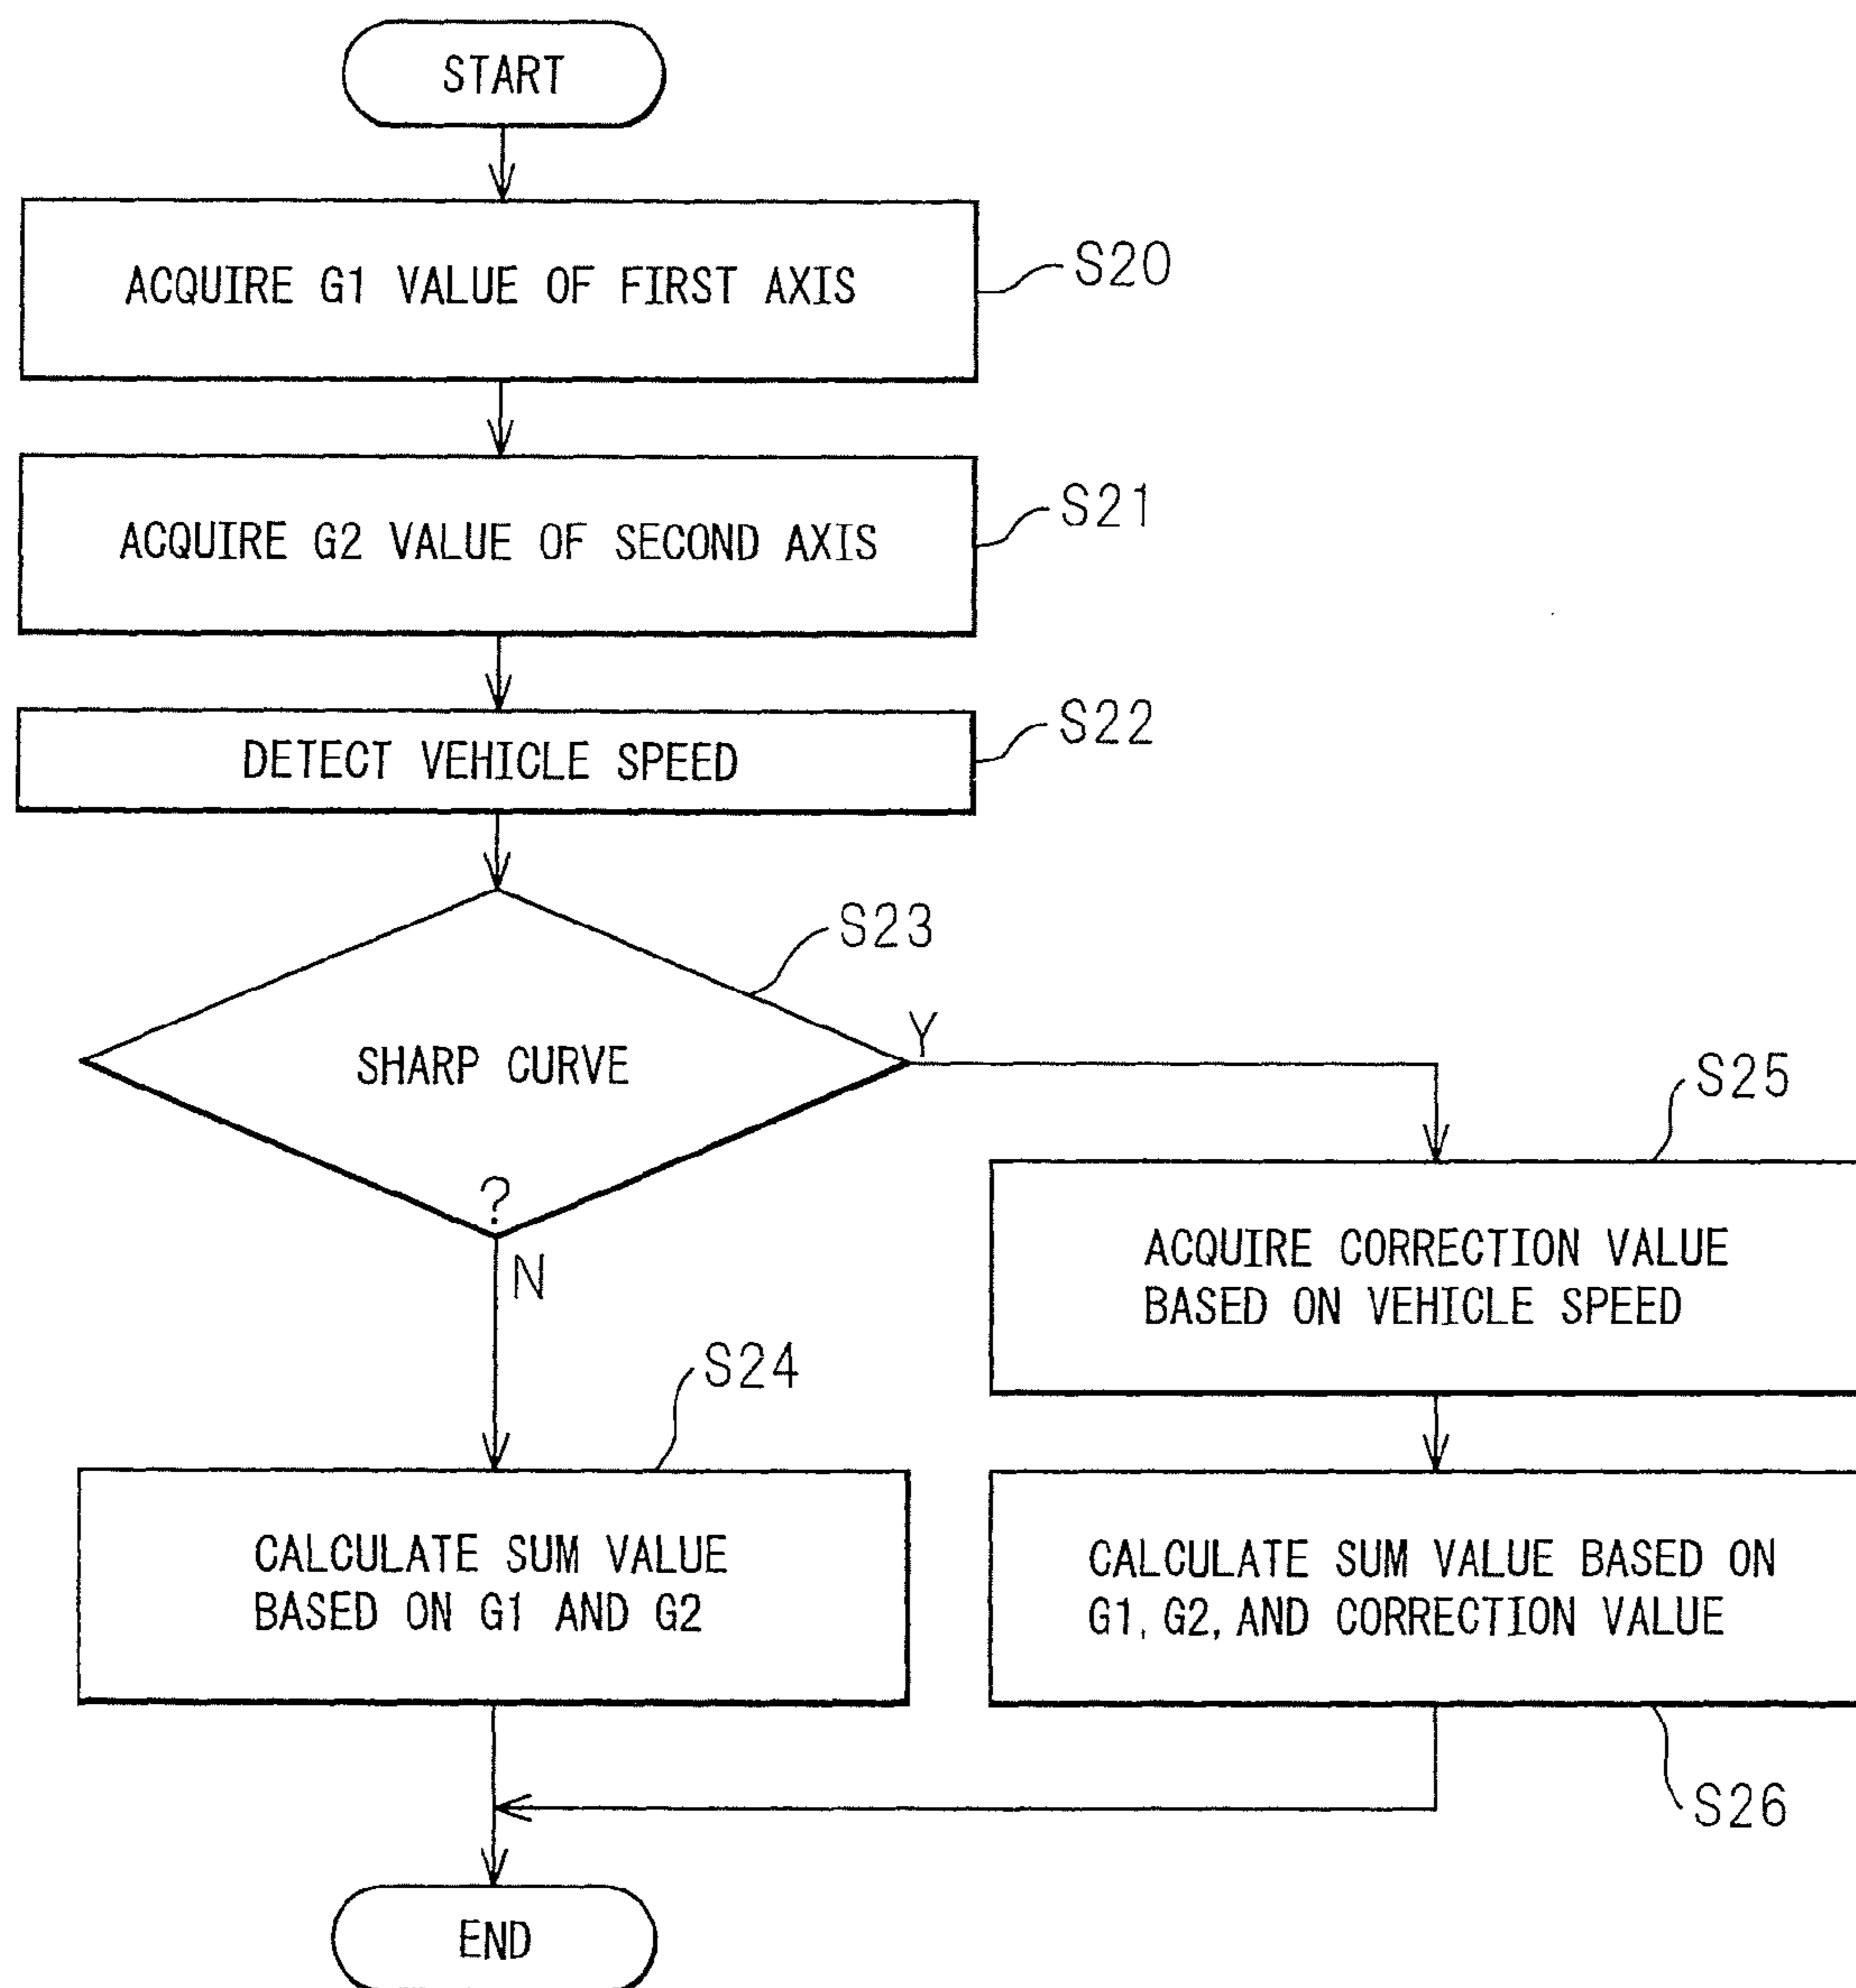 START
ACQUIRE G1 VALUE OF FIRST AXIS
S20
ACQUIRE G2 VALUE OF SECOND AXIS
S21
DETECT VEHICLE SPEED
S22
S23
SHARP CURVE
?
Y
N
S25
ACQUIRE CORRECTION VALUE
BASED ON VEHICLE SPEED
S24
CALCULATE SUM VALUE
BASED ON G1 AND G2
CALCULATE SUM VALUE BASED ON
G1, G2, AND CORRECTION VALUE
S26
END